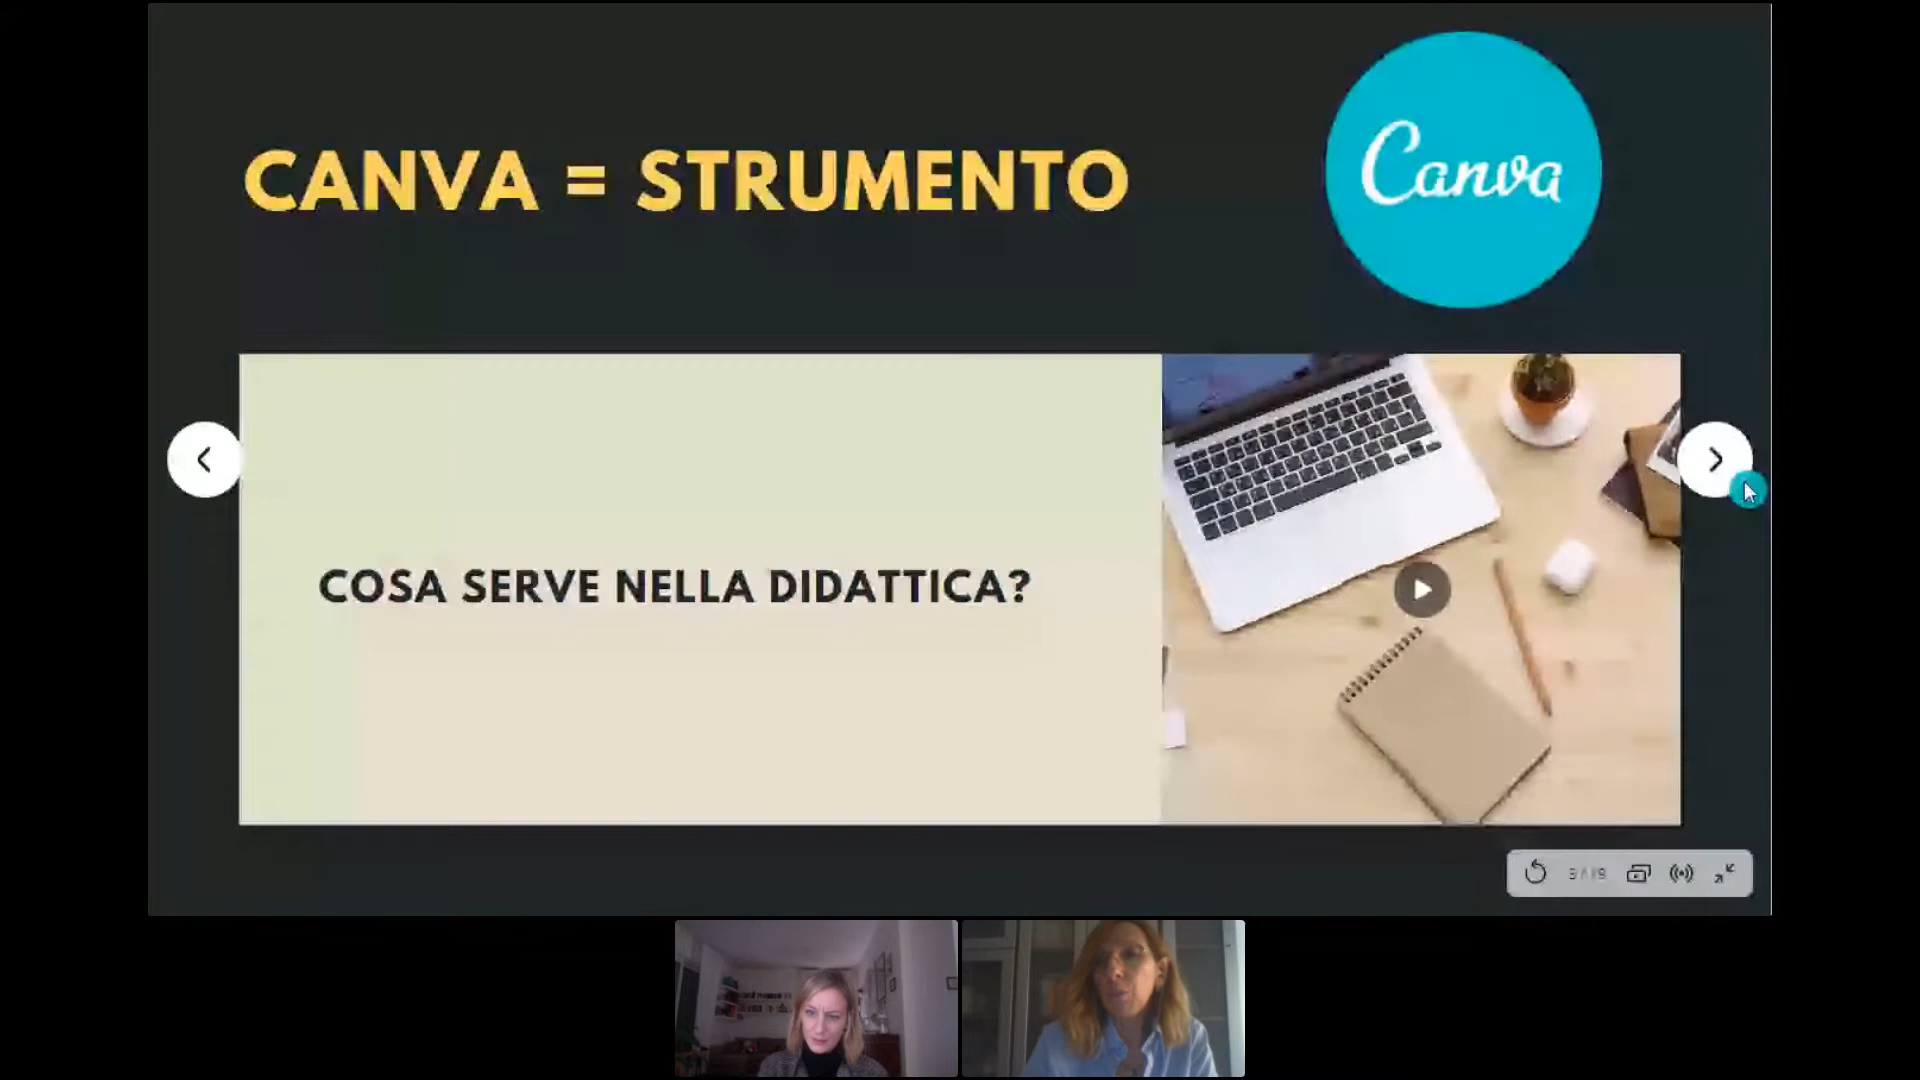 CANVA = STRUMENTO
Canva
COSA SERVE NELLA DIDATTICA?